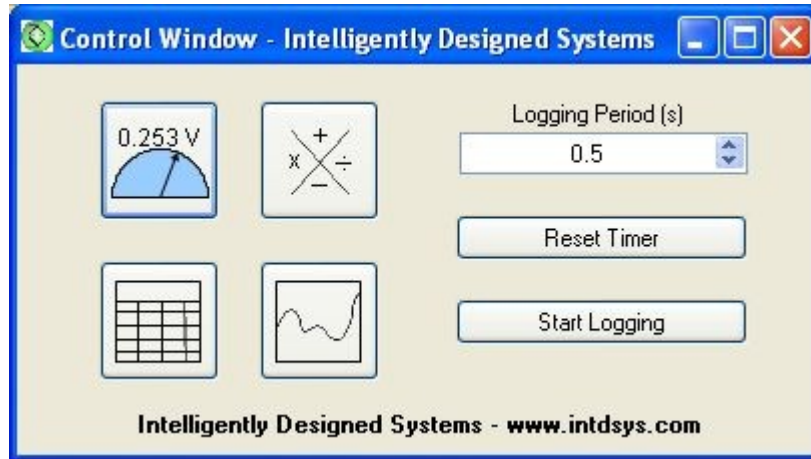 Control Window - Intelligently Designed Systems
0.253 V
+
x ÷
−
Logging Period (s)
0.5
Reset Timer
Start Logging
Intelligently Designed Systems - www.intdsys.com